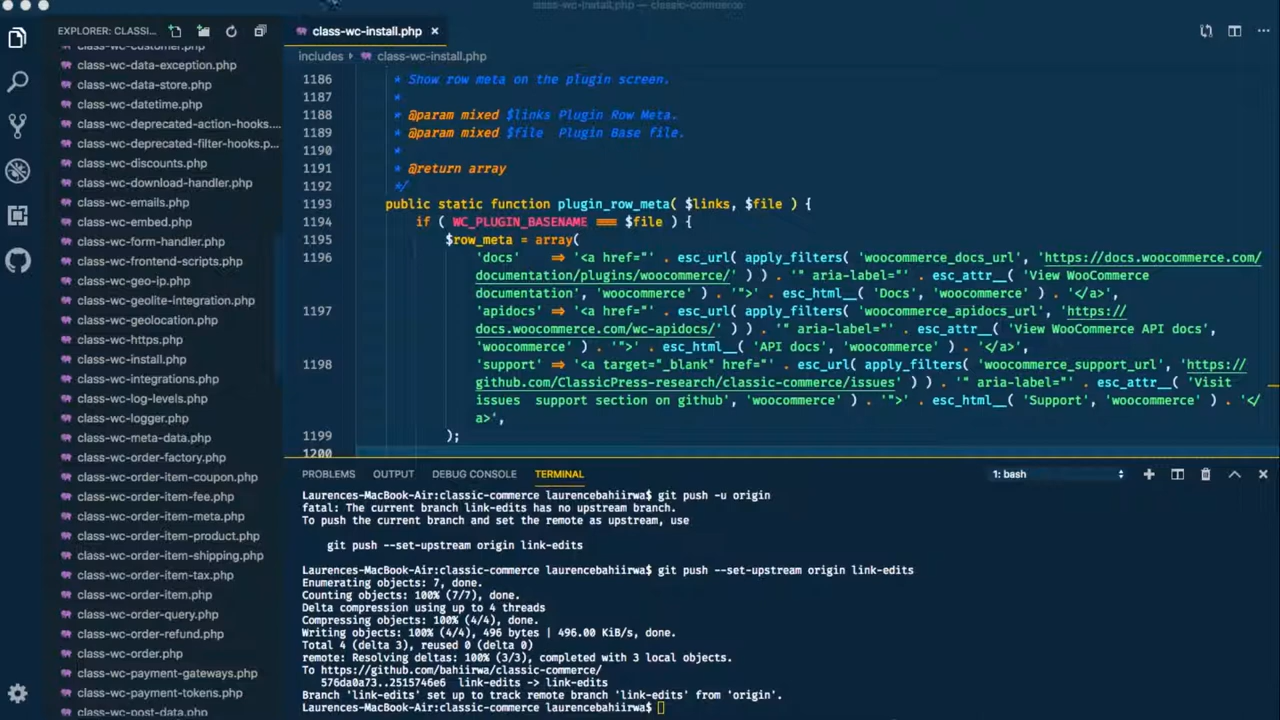 class-wc-install.php — classic-commerce
EXPLORER: CLASSI...
class-wc-customer.php
class-wc-data-exception.php
class-wc-data-store.php
class-wc-datetime.php
class-wc-deprecated-action-hooks....
class-wc-deprecated-filter-hooks.p...
class-wc-discounts.php
class-wc-download-handler.php
class-wc-emails.php
class-wc-embed.php
class-wc-form-handler.php
class-wc-frontend-scripts.php
class-wc-geo-ip.php
class-wc-geolite-integration.php
class-wc-geolocation.php
class-wc-https.php
class-wc-install.php
class-wc-integrations.php
class-wc-log-levels.php
class-wc-logger.php
class-wc-meta-data.php
class-wc-order-factory.php
class-wc-order-item-coupon.php
class-wc-order-item-fee.php
class-wc-order-item-meta.php
class-wc-order-item-product.php
class-wc-order-item-shipping.php
class-wc-order-item-tax.php
class-wc-order-item.php
class-wc-order-query.php
class-wc-order-refund.php
class-wc-order.php
class-wc-payment-gateways.php
class-wc-payment-tokens.php
class-wc-post-data.php
class-wc-install.php ×
includes ▸ class-wc-install.php
1186 * Show row meta on the plugin screen.
1187 *
1188 * @param mixed $links Plugin Row Meta.
1189 * @param mixed $file  Plugin Base file.
1190 *
1191 * @return array
1192 */
1193 public static function plugin_row_meta( $links, $file ) {
1194 if ( WC_PLUGIN_BASENAME === $file ) {
1195 $row_meta = array(
1196 'docs'    => '<a href="' . esc_url( apply_filters( 'woocommerce_docs_url', 'https://docs.woocommerce.com/
documentation/plugins/woocommerce/' ) ) . '" aria-label="' . esc_attr__( 'View WooCommerce
documentation', 'woocommerce' ) . '">' . esc_html__( 'Docs', 'woocommerce' ) . '</a>',
1197 'apidocs' => '<a href="' . esc_url( apply_filters( 'woocommerce_apidocs_url', 'https://
docs.woocommerce.com/wc-apidocs/' ) ) . '" aria-label="' . esc_attr__( 'View WooCommerce API docs',
'woocommerce' ) . '">' . esc_html__( 'API docs', 'woocommerce' ) . '</a>',
1198 'support' => '<a target="_blank" href="' . esc_url( apply_filters( 'woocommerce_support_url', 'https://
github.com/ClassicPress-research/classic-commerce/issues' ) ) . '" aria-label="' . esc_attr__( 'Visit
issues  support section on github', 'woocommerce' ) . '">' . esc_html__( 'Support', 'woocommerce' ) . '</
a>',
1199 );
1200
PROBLEMS OUTPUT DEBUG CONSOLE TERMINAL 1: bash
Laurences-MacBook-Air:classic-commerce laurencebahiirwa$ git push -u origin
fatal: The current branch link-edits has no upstream branch.
To push the current branch and set the remote as upstream, use
git push --set-upstream origin link-edits
Laurences-MacBook-Air:classic-commerce laurencebahiirwa$ git push --set-upstream origin link-edits
Enumerating objects: 7, done.
Counting objects: 100% (7/7), done.
Delta compression using up to 4 threads
Compressing objects: 100% (4/4), done.
Writing objects: 100% (4/4), 496 bytes | 496.00 KiB/s, done.
Total 4 (delta 3), reused 0 (delta 0)
remote: Resolving deltas: 100% (3/3), completed with 3 local objects.
To https://github.com/bahiirwa/classic-commerce/
576da0a73..2515746e6  link-edits -> link-edits
Branch 'link-edits' set up to track remote branch 'link-edits' from 'origin'.
Laurences-MacBook-Air:classic-commerce laurencebahiirwa$